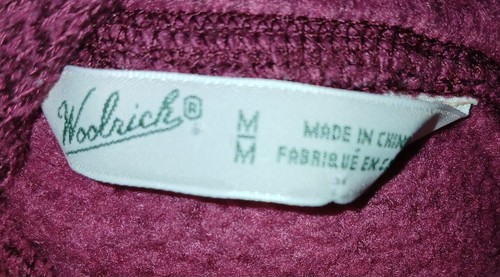 Woolrich®
M
M
MADE IN CHINA
FABRIQUÉ EN